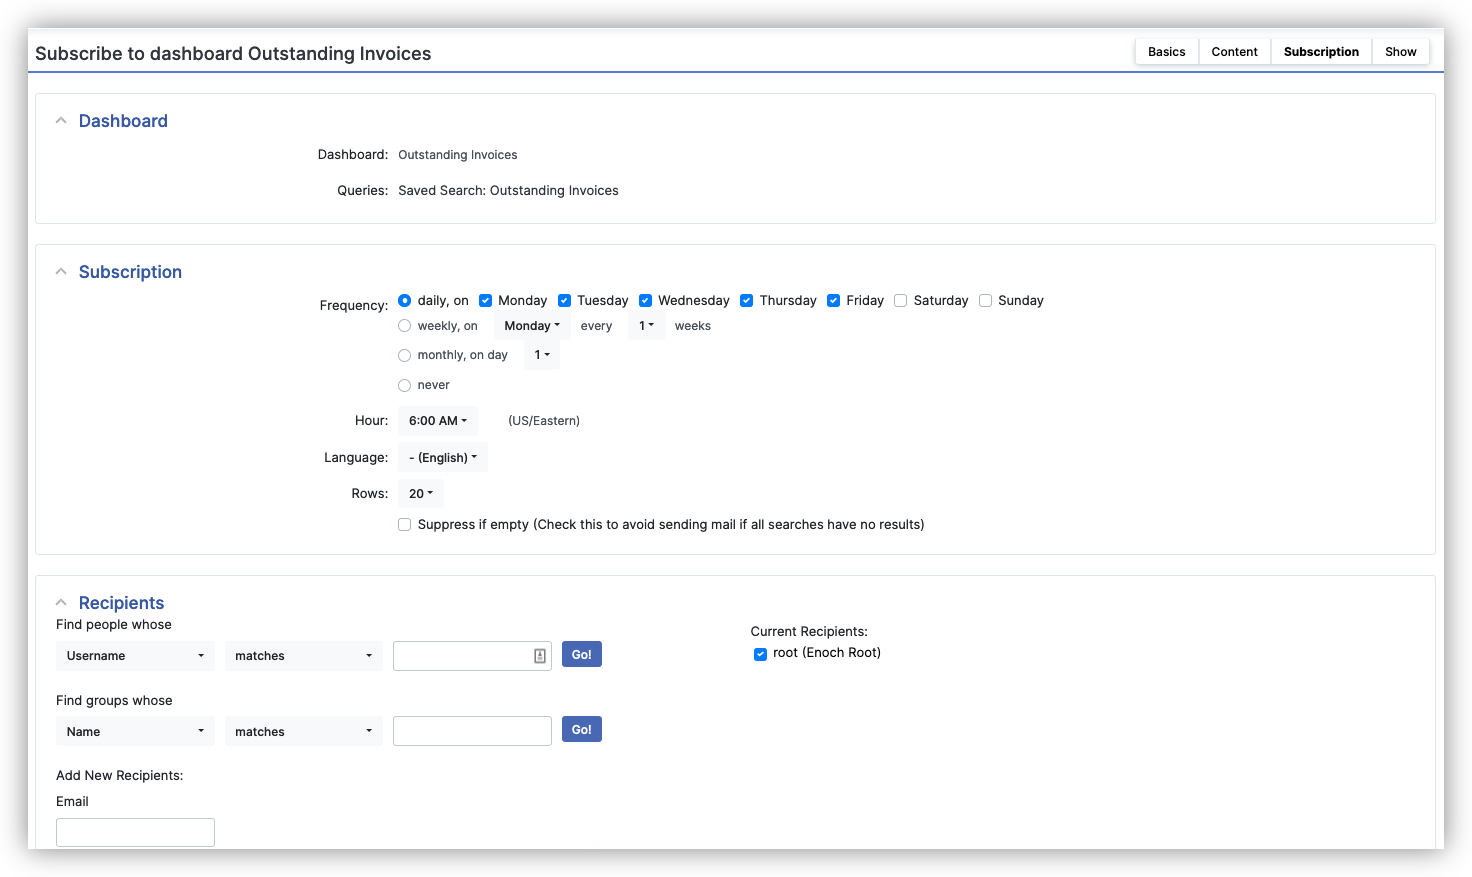 Subscribe to dashboard Outstanding Invoices
Basics Content Subscription Show
Dashboard
Dashboard: Outstanding Invoices
Queries: Saved Search: Outstanding Invoices
Subscription
Frequency: daily, on Monday Tuesday Wednesday Thursday Friday Saturday Sunday
weekly, on Monday every 1 weeks
monthly, on day 1
never
Hour: 6:00 AM (US/Eastern)
Language: - (English)
Rows: 20
Suppress if empty (Check this to avoid sending mail if all searches have no results)
Recipients
Find people whose
Username matches Go!
Current Recipients:
root (Enoch Root)
Find groups whose
Name matches Go!
Add New Recipients:
Email